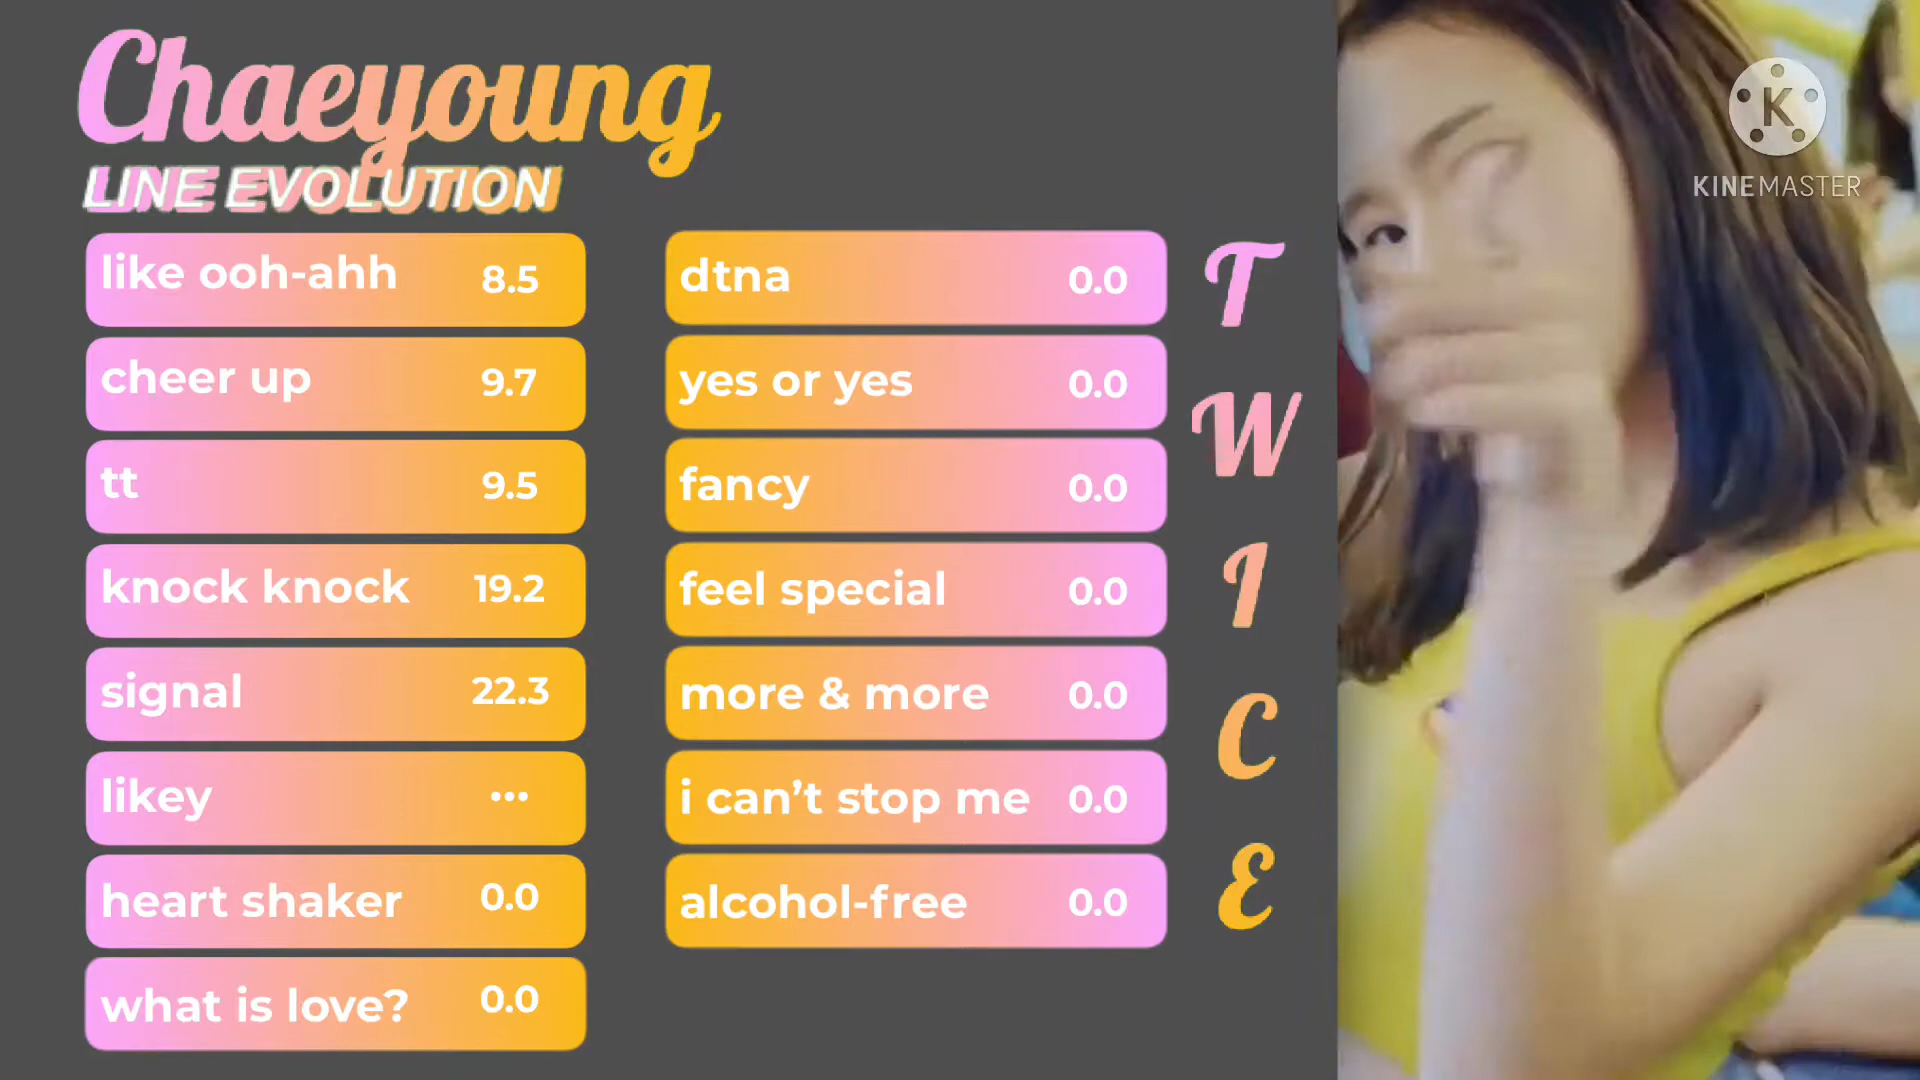 Chaeyoung
LINE EVOLUTION
like ooh-ahh 8.5
cheer up 9.7
tt 9.5
knock knock 19.2
signal 22.3
likey ...
heart shaker 0.0
what is love? 0.0
dtna 0.0
yes or yes 0.0
fancy 0.0
feel special 0.0
more & more 0.0
i can’t stop me 0.0
alcohol-free 0.0
T
W
I
C
E
K
KINEMASTER